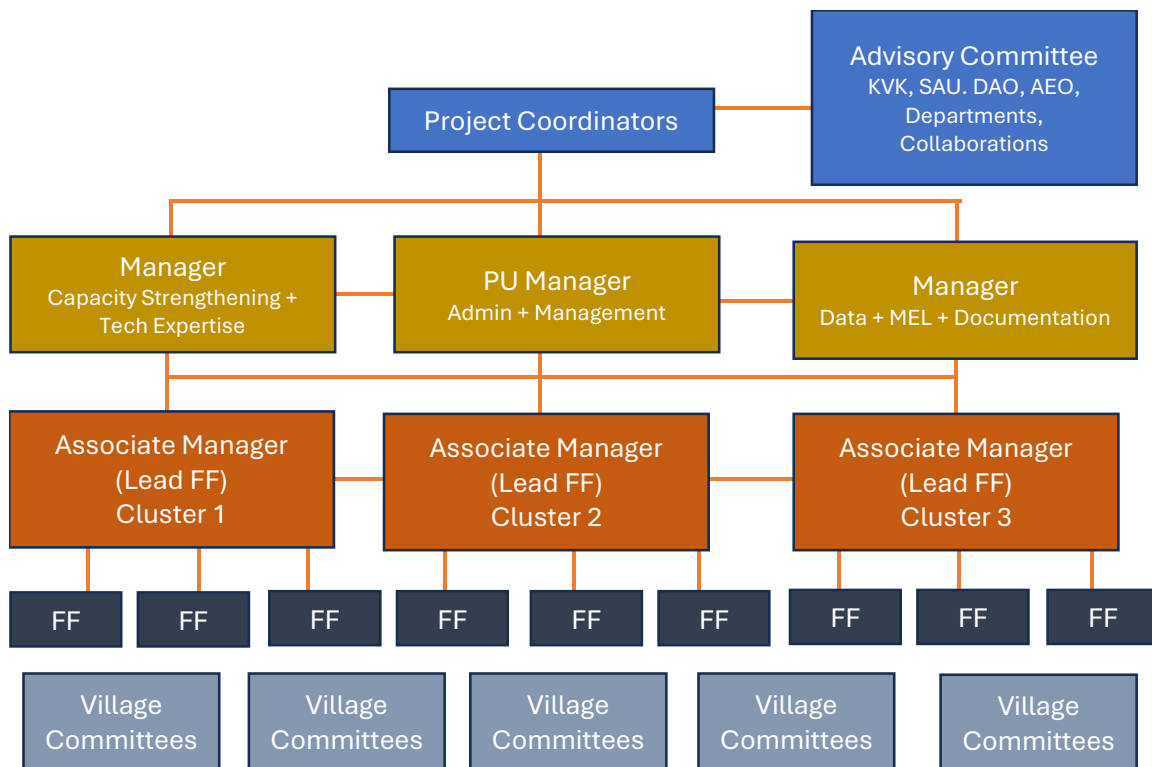 Advisory Committee
KVK, SAU. DAO, AEO,
Departments,
Collaborations
Project Coordinators
Manager
Capacity Strengthening +
Tech Expertise
PU Manager
Admin + Management
Manager
Data + MEL + Documentation
Associate Manager
(Lead FF)
Cluster 1
Associate Manager
(Lead FF)
Cluster 2
Associate Manager
(Lead FF)
Cluster 3
FF
FF
FF
FF
FF
FF
FF
FF
FF
Village
Committees
Village
Committees
Village
Committees
Village
Committees
Village
Committees